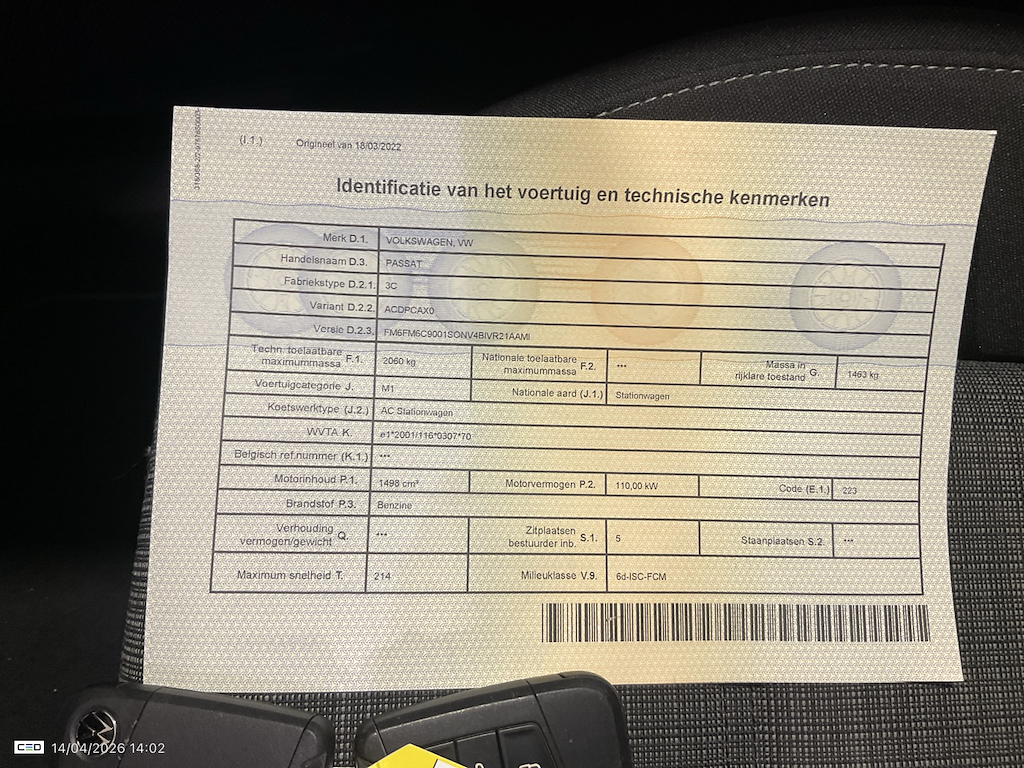 (I.1.) Origineel van 18/03/2022
Identificatie van het voertuig en technische kenmerken
Merk D.1. VOLKSWAGEN, VW
Handelsnaam D.3. PASSAT
Fabriekstype D.2.1. 3C
Variant D.2.2. ACDPCAX0
Versie D.2.3. FM6FM6C9001SONV4BIVR21AAMI
Techn. toelaatbare maximummassa F.1. 2060 kg Nationale toelaatbare maximummassa F.2. *** Massa in rijklare toestand G. 1463 kg
Voertuigcategorie J. M1 Nationale aard (J.1.) Stationwagen
Koetswerktype (J.2.) AC Stationwagen
WVTA K. e1*2001/116*0307*70
Belgisch ref.nummer (K.1.) ***
Motorinhoud P.1. 1498 cm³ Motorvermogen P.2. 110,00 kW Code (E.1.) 223
Brandstof P.3. Benzine
Verhouding vermogen/gewicht Q. *** Zitplaatsen bestuurder inb. S.1. 5 Staanplaatsen S.2. ***
Maximum snelheid T. 214 Milieuklasse V.9. 6d-ISC-FCM
CED 14/04/2026 14:02